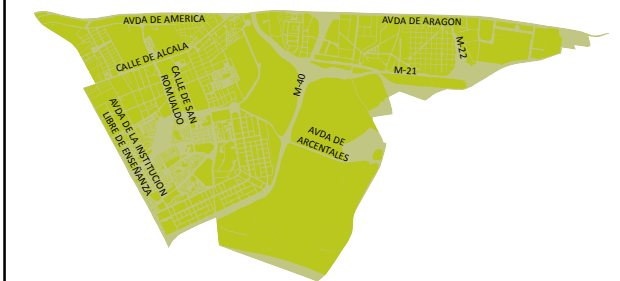 AVDA DE AMERICA
AVDA DE ARAGON
CALLE DE ALCALA
M-22
M-21
CALLE DE SAN
ROMUALDO
M-40
AVDA DE LA INSTITUCION
LIBRE DE ENSEÑANZA
AVDA DE
ARCENTALES